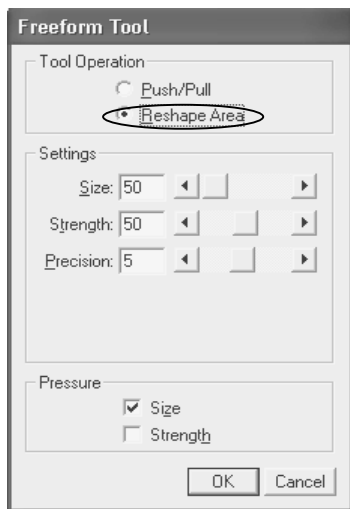 Freeform Tool
Tool Operation
Push/Pull
Reshape Area
Settings
Size: 50
Strength: 50
Precision: 5
Pressure
Size
Strength
OK Cancel